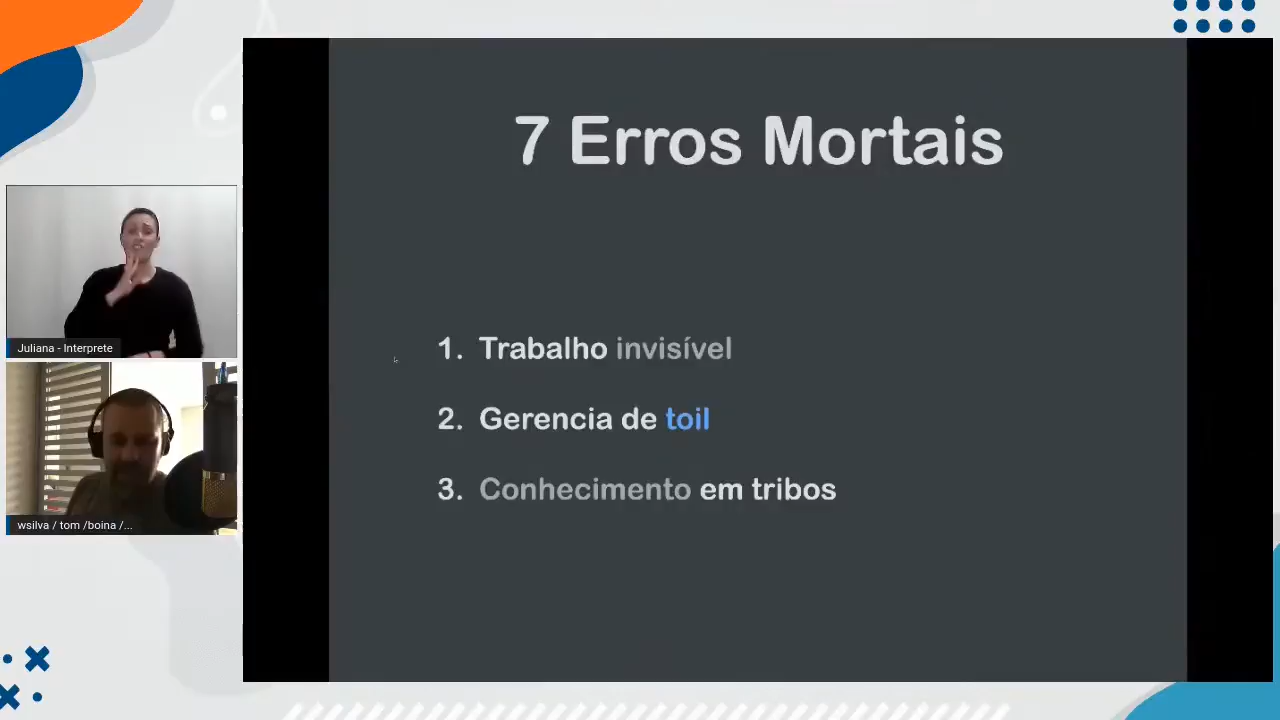 7 Erros Mortais
1. Trabalho invisível
2. Gerencia de toil
3. Conhecimento em tribos
Juliana - Interprete
wsilva / tom /boina /...